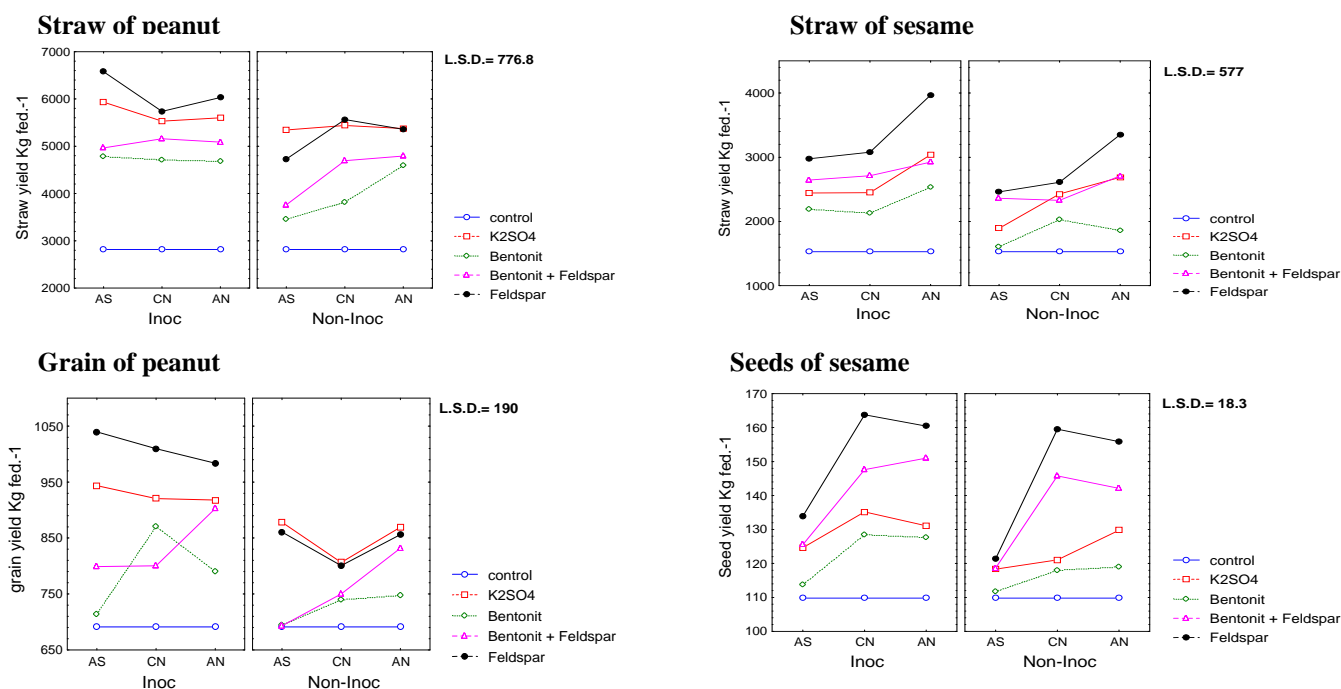 Straw of peanut
L.S.D.= 776.8
Straw yield Kg fed.-1
7000
6000
5000
4000
3000
2000
AS CN AN
Inoc
AS CN AN
Non-Inoc
control
K2SO4
Bentonit
Bentonit + Feldspar
Feldspar
Straw of sesame
L.S.D.= 577
Straw yield Kg fed.-1
4000
3000
2000
1000
AS CN AN
Inoc
AS CN AN
Non-Inoc
control
K2SO4
Bentonit
Bentonit + Feldspar
Feldspar
Grain of peanut
L.S.D.= 190
grain yield Kg fed.-1
1050
950
850
750
650
AS CN AN
Inoc
AS CN AN
Non-Inoc
control
K2SO4
Bentonit
Bentonit + Feldspar
Feldspar
Seeds of sesame
L.S.D.= 18.3
Seed yield Kg fed.-1
170
160
150
140
130
120
110
100
AS CN AN
Inoc
AS CN AN
Non-Inoc
control
K2SO4
Bentonit
Bentonit + Feldspar
Feldspar